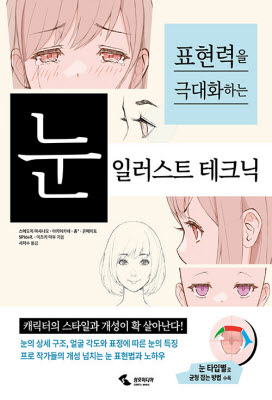 표현력을
극대화하는
눈
일러스트 테크닉
캐릭터의 스타일과 개성이 확 살아난다!
눈의 상세 구조, 얼굴 각도와 표정에 따른 눈의 특징
프로 작가들의 개성 넘치는 눈 표현법과 노하우
눈 타입별로
균형 잡는 방법 수록